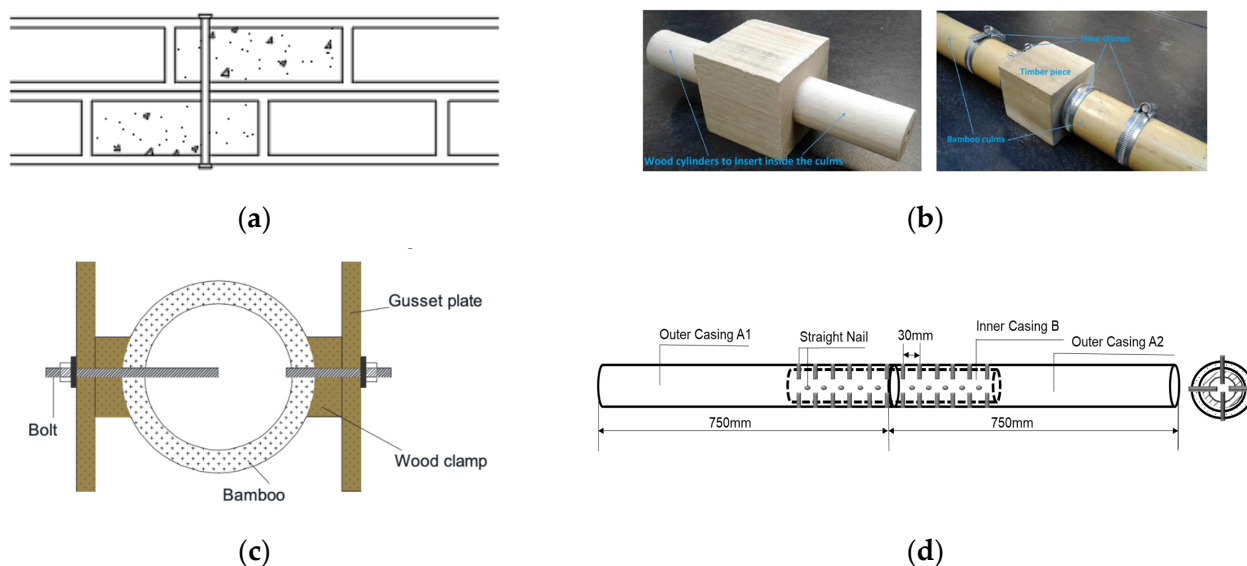 (a)
Wood cylinders to insert inside the culms
Hose clamps
Timber piece
Bamboo culms
(b)
Gusset plate
Bolt
Wood clamp
Bamboo
(c)
Outer Casing A1
Straight Nail
30mm
Inner Casing B
Outer Casing A2
750mm
750mm
(d)